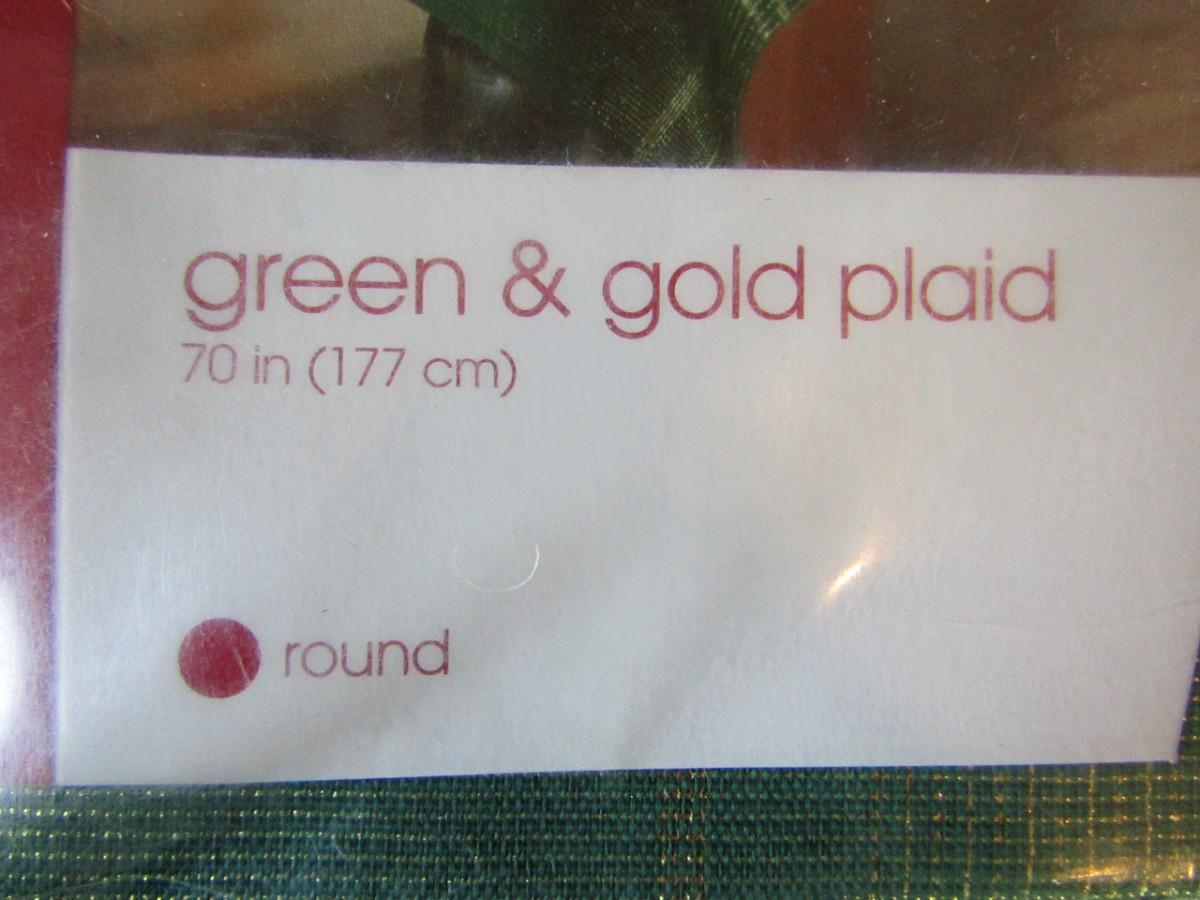 green & gold plaid
70 in (177 cm)
round